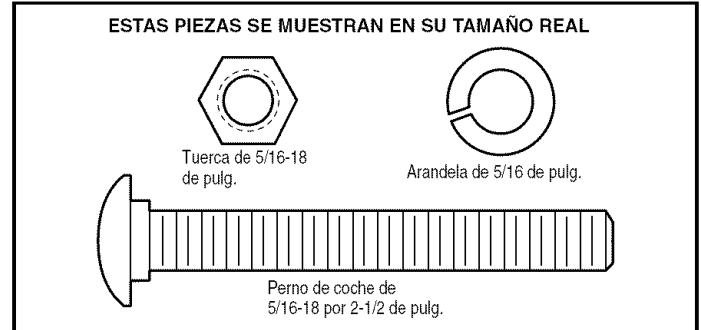 ESTAS PIEZAS SE MUESTRAN EN SU TAMAÑO REAL
Tuerca de 5/16-18
de pulg.
Arandela de 5/16 de pulg.
Perno de coche de
5/16-18 por 2-1/2 de pulg.